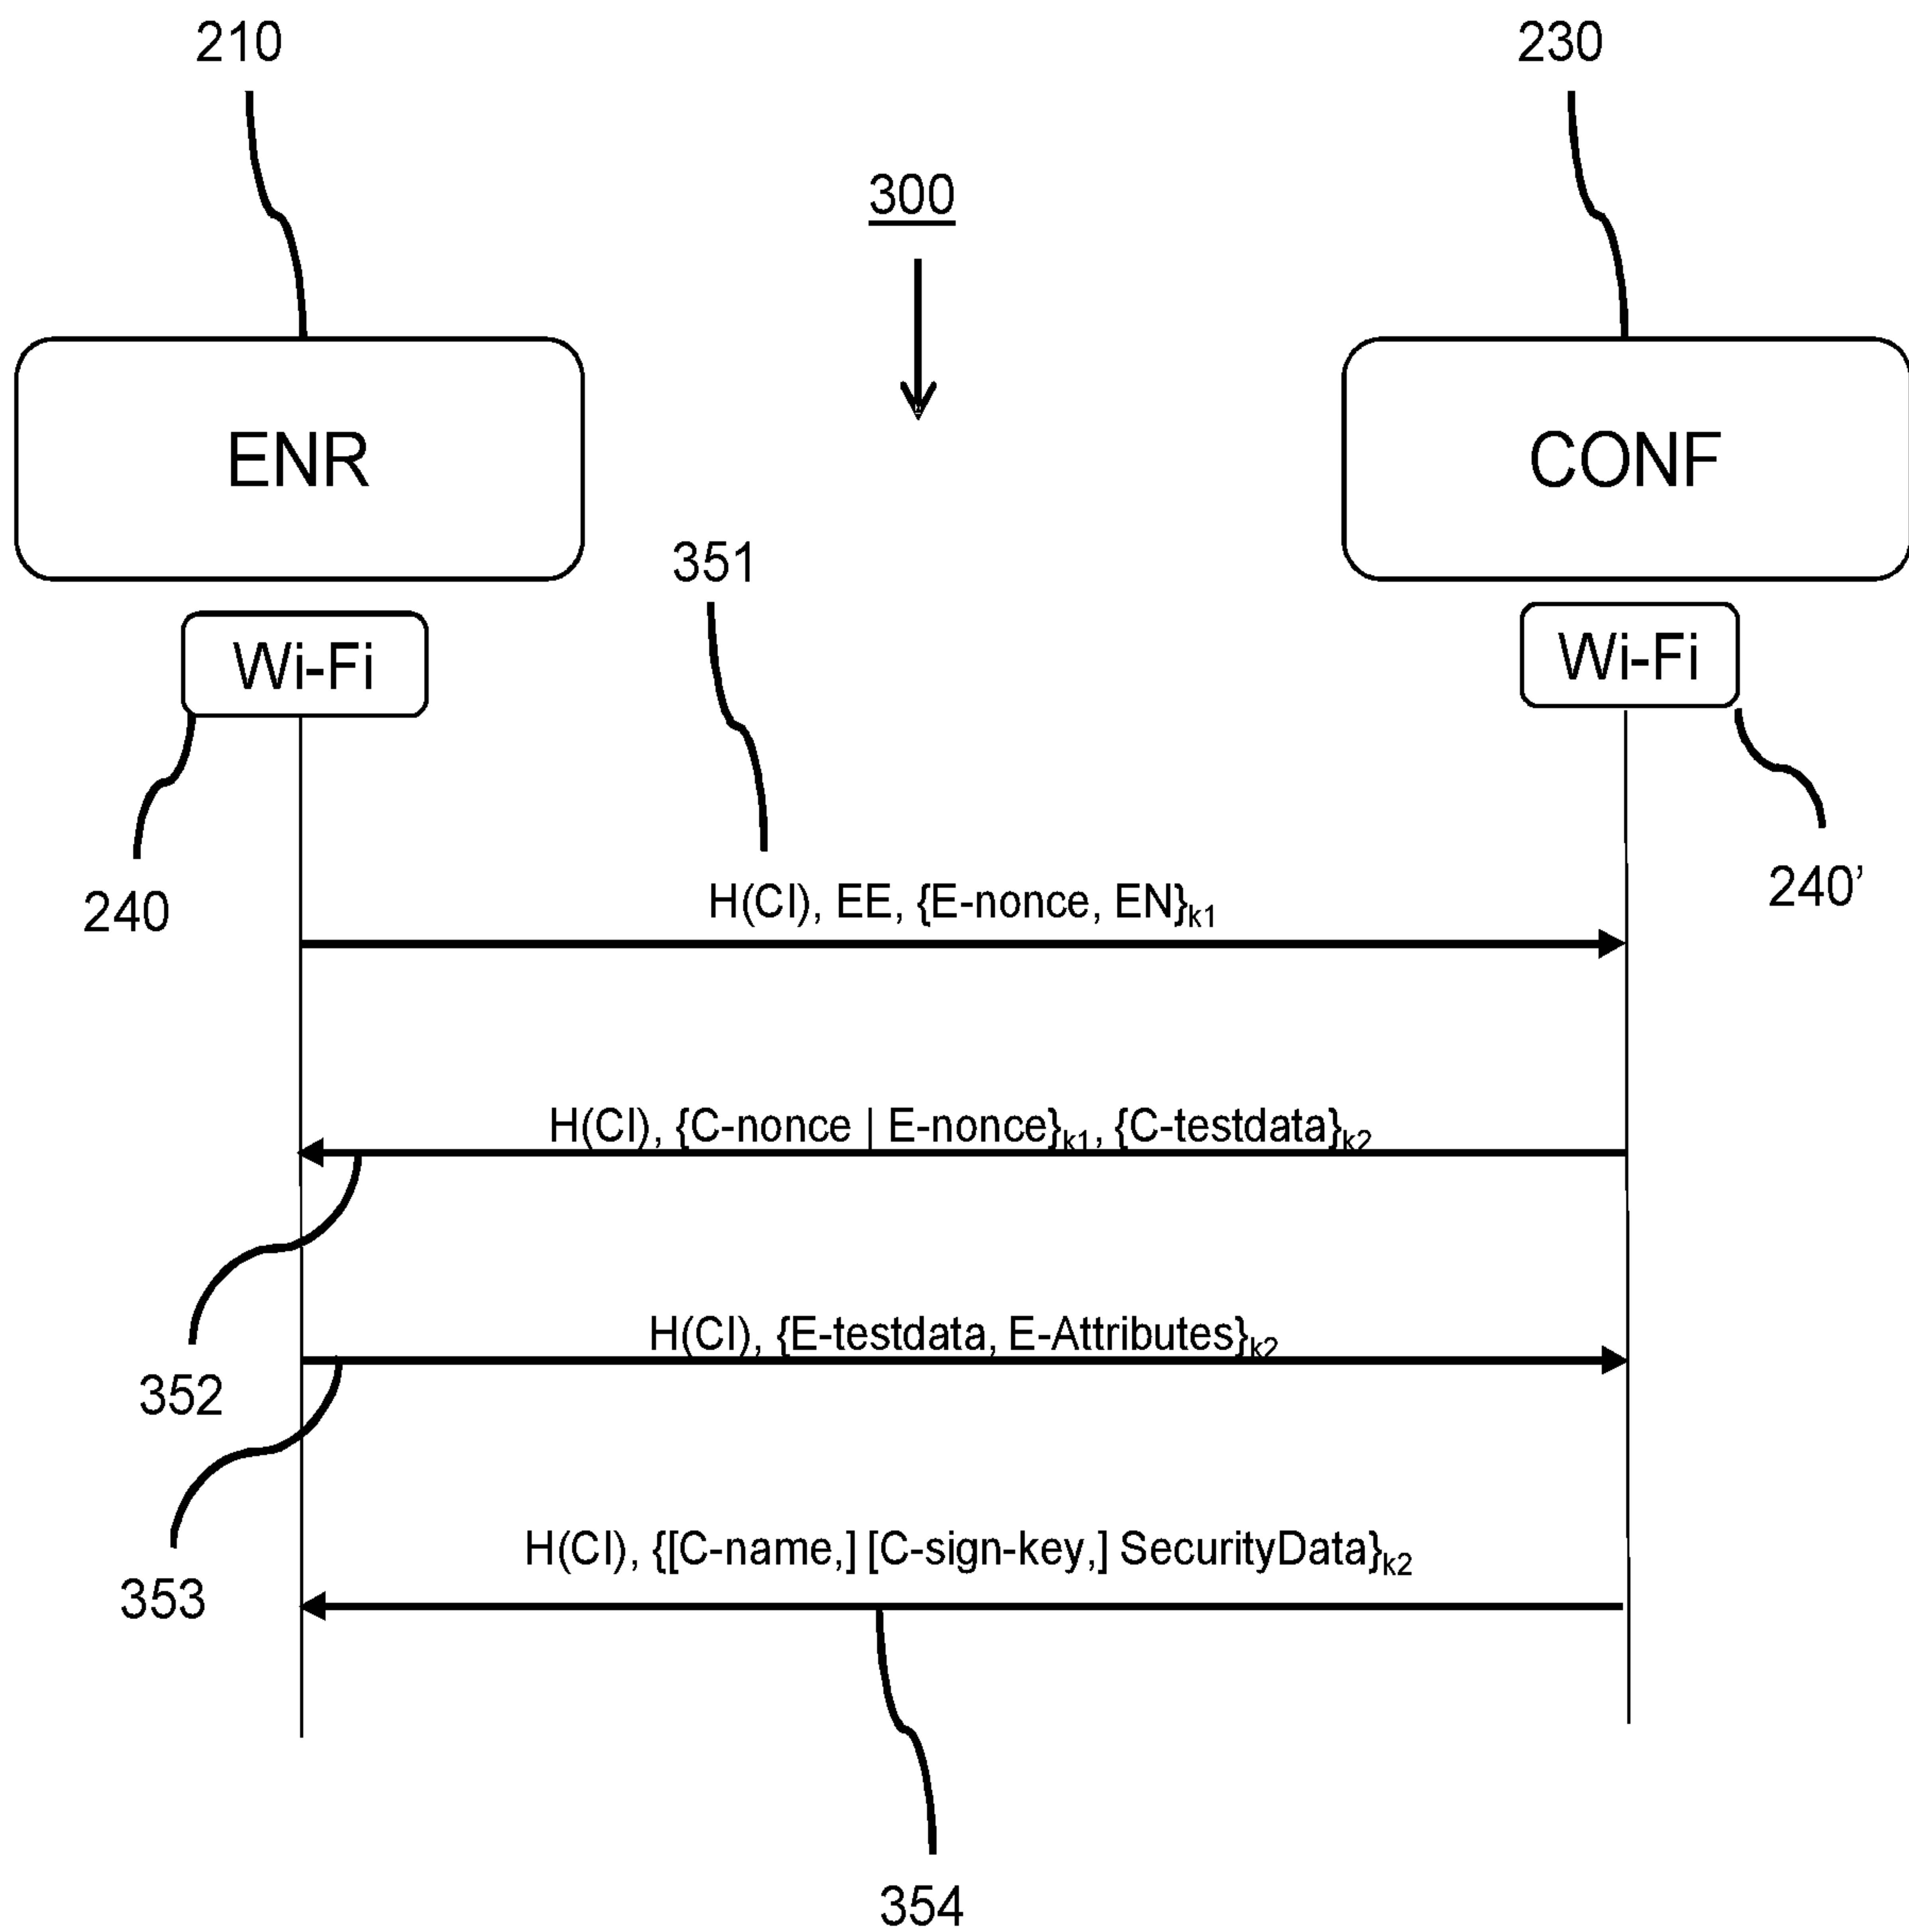 210
230
300
ENR
CONF
351
Wi-Fi
Wi-Fi
240
240’
H(CI), EE, {E-nonce, EN}k1
H(CI), {C-nonce | E-nonce}k1, {C-testdata}k2
H(CI), {E-testdata, E-Attributes}k2
352
H(CI), {[C-name,] [C-sign-key,] SecurityData}k2
353
354